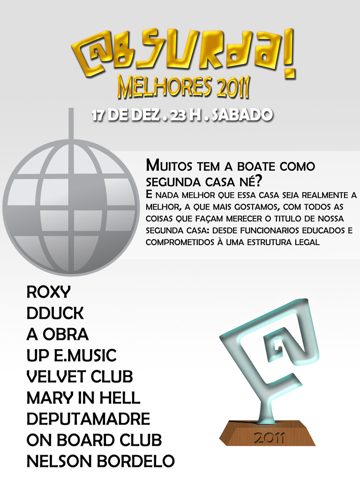 @bsurda!
MELHORES 2011
17 DE DEZ . 23 H . SABADO
MUITOS TEM A BOATE COMO
SEGUNDA CASA NÉ?
E NADA MELHOR QUE ESSA CASA SEJA REALMENTE A
MELHOR, A QUE MAIS GOSTAMOS, COM TODOS AS
COISAS QUE FAÇAM MERECER O TITULO DE NOSSA
SEGUNDA CASA: DESDE FUNCIONARIOS EDUCADOS E
COMPROMETIDOS À UMA ESTRUTURA LEGAL
ROXY
DDUCK
A OBRA
UP E.MUSIC
VELVET CLUB
MARY IN HELL
DEPUTAMADRE
ON BOARD CLUB
NELSON BORDELO
@
2011